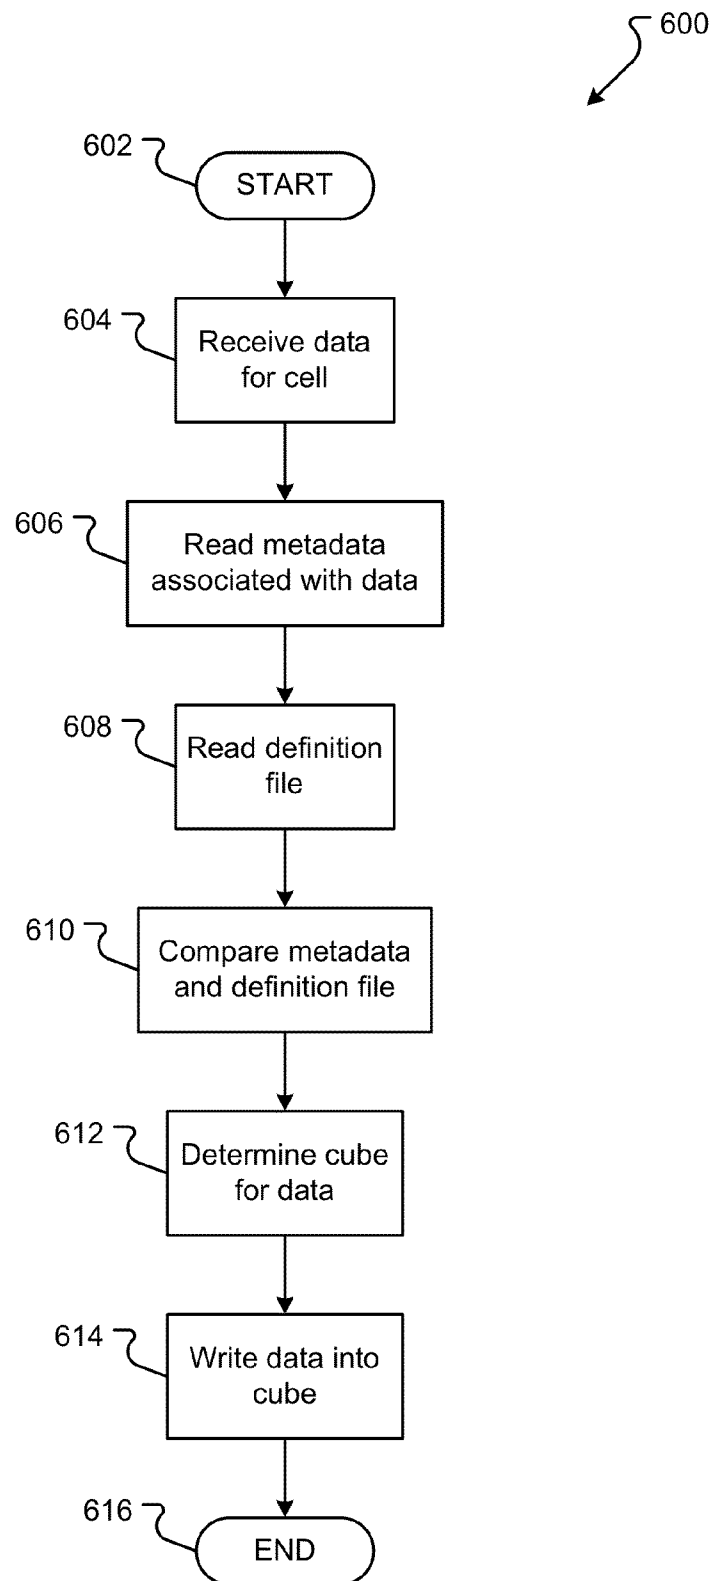 600
602
START
604
Receive data
for cell
606
Read metadata
associated with data
608
Read definition
file
610
Compare metadata
and definition file
612
Determine cube
for data
614
Write data into
cube
616
END